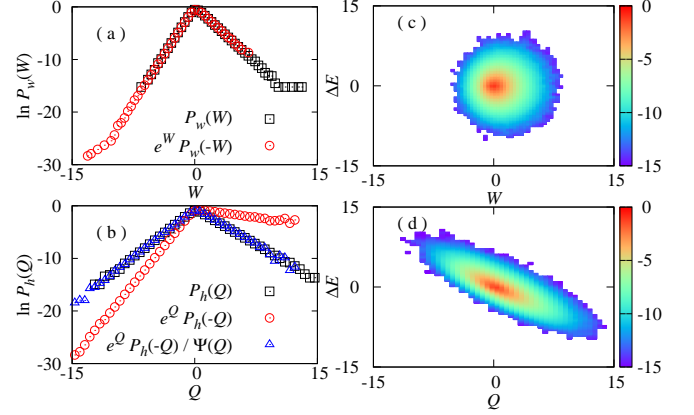 0
-10
-20
-30
ln P_w(W)
( a )
P_w(W)
e^W P_w(-W)
-15
W
15
15
0
-15
ΔE
( c )
-15
W
15
0
-5
-10
-15
0
-10
-20
-30
ln P_h(Q)
( b )
P_h(Q)
e^Q P_h(-Q)
e^Q P_h(-Q) / Ψ(Q)
-15
0
15
Q
15
0
-15
ΔE
( d )
-15
0
15
Q
0
-5
-10
-15